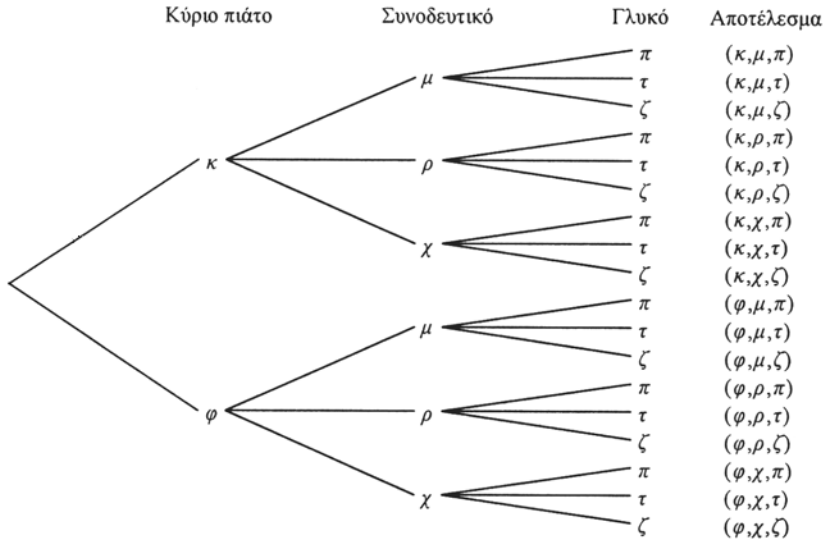 Κύριο πιάτο Συνοδευτικό Γλυκό Αποτέλεσμα
π (κ,μ,π)
μ τ (κ,μ,τ)
ζ (κ,μ,ζ)
π (κ,ρ,π)
κ ρ τ (κ,ρ,τ)
ζ (κ,ρ,ζ)
π (κ,χ,π)
χ τ (κ,χ,τ)
ζ (κ,χ,ζ)
π (φ,μ,π)
μ τ (φ,μ,τ)
ζ (φ,μ,ζ)
π (φ,ρ,π)
φ ρ τ (φ,ρ,τ)
ζ (φ,ρ,ζ)
π (φ,χ,π)
χ τ (φ,χ,τ)
ζ (φ,χ,ζ)